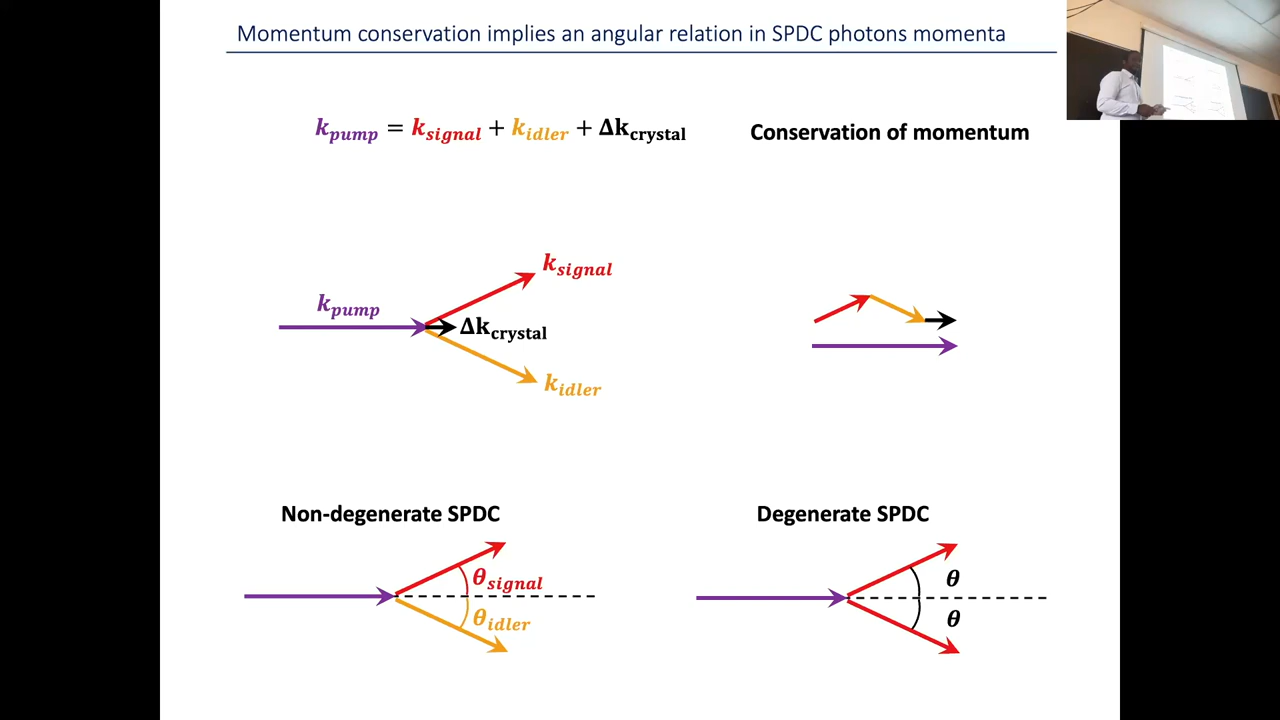 Momentum conservation implies an angular relation in SPDC photons momenta
k_pump = k_signal + k_idler + Δk_crystal
Conservation of momentum
k_signal
k_pump
Δk_crystal
k_idler
Non-degenerate SPDC
Degenerate SPDC
θ_signal
θ
θ_idler
θ